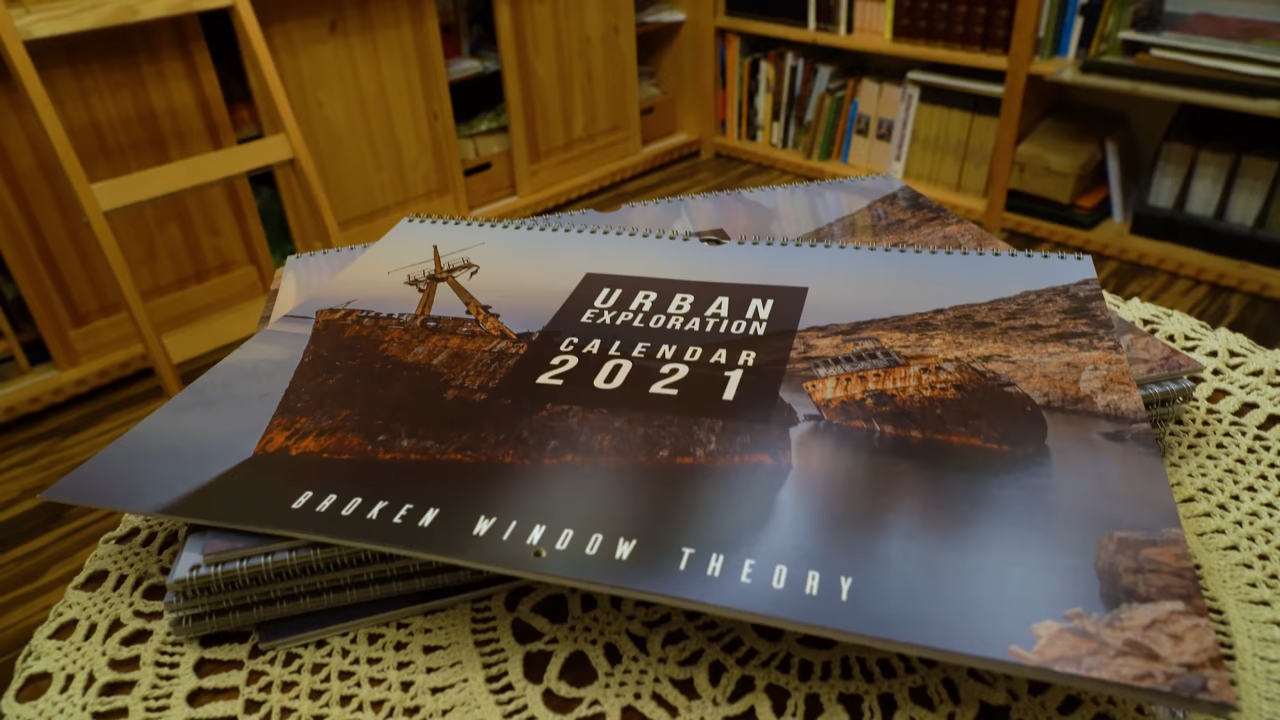 URBAN
EXPLORATION
CALENDAR
2021
BROKEN WINDOW THEORY